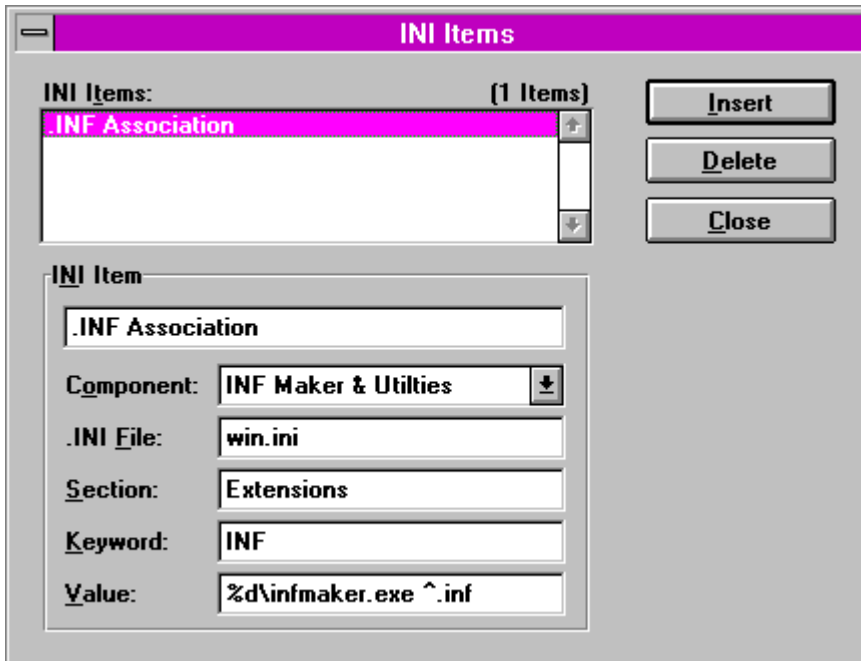 INI Items
INI Items: (1 Items)
.INF Association
Insert
Delete
Close
INI Item
.INF Association
Component: INF Maker & Utilties
.INI File: win.ini
Section: Extensions
Keyword: INF
Value: %d\infmaker.exe ^.inf